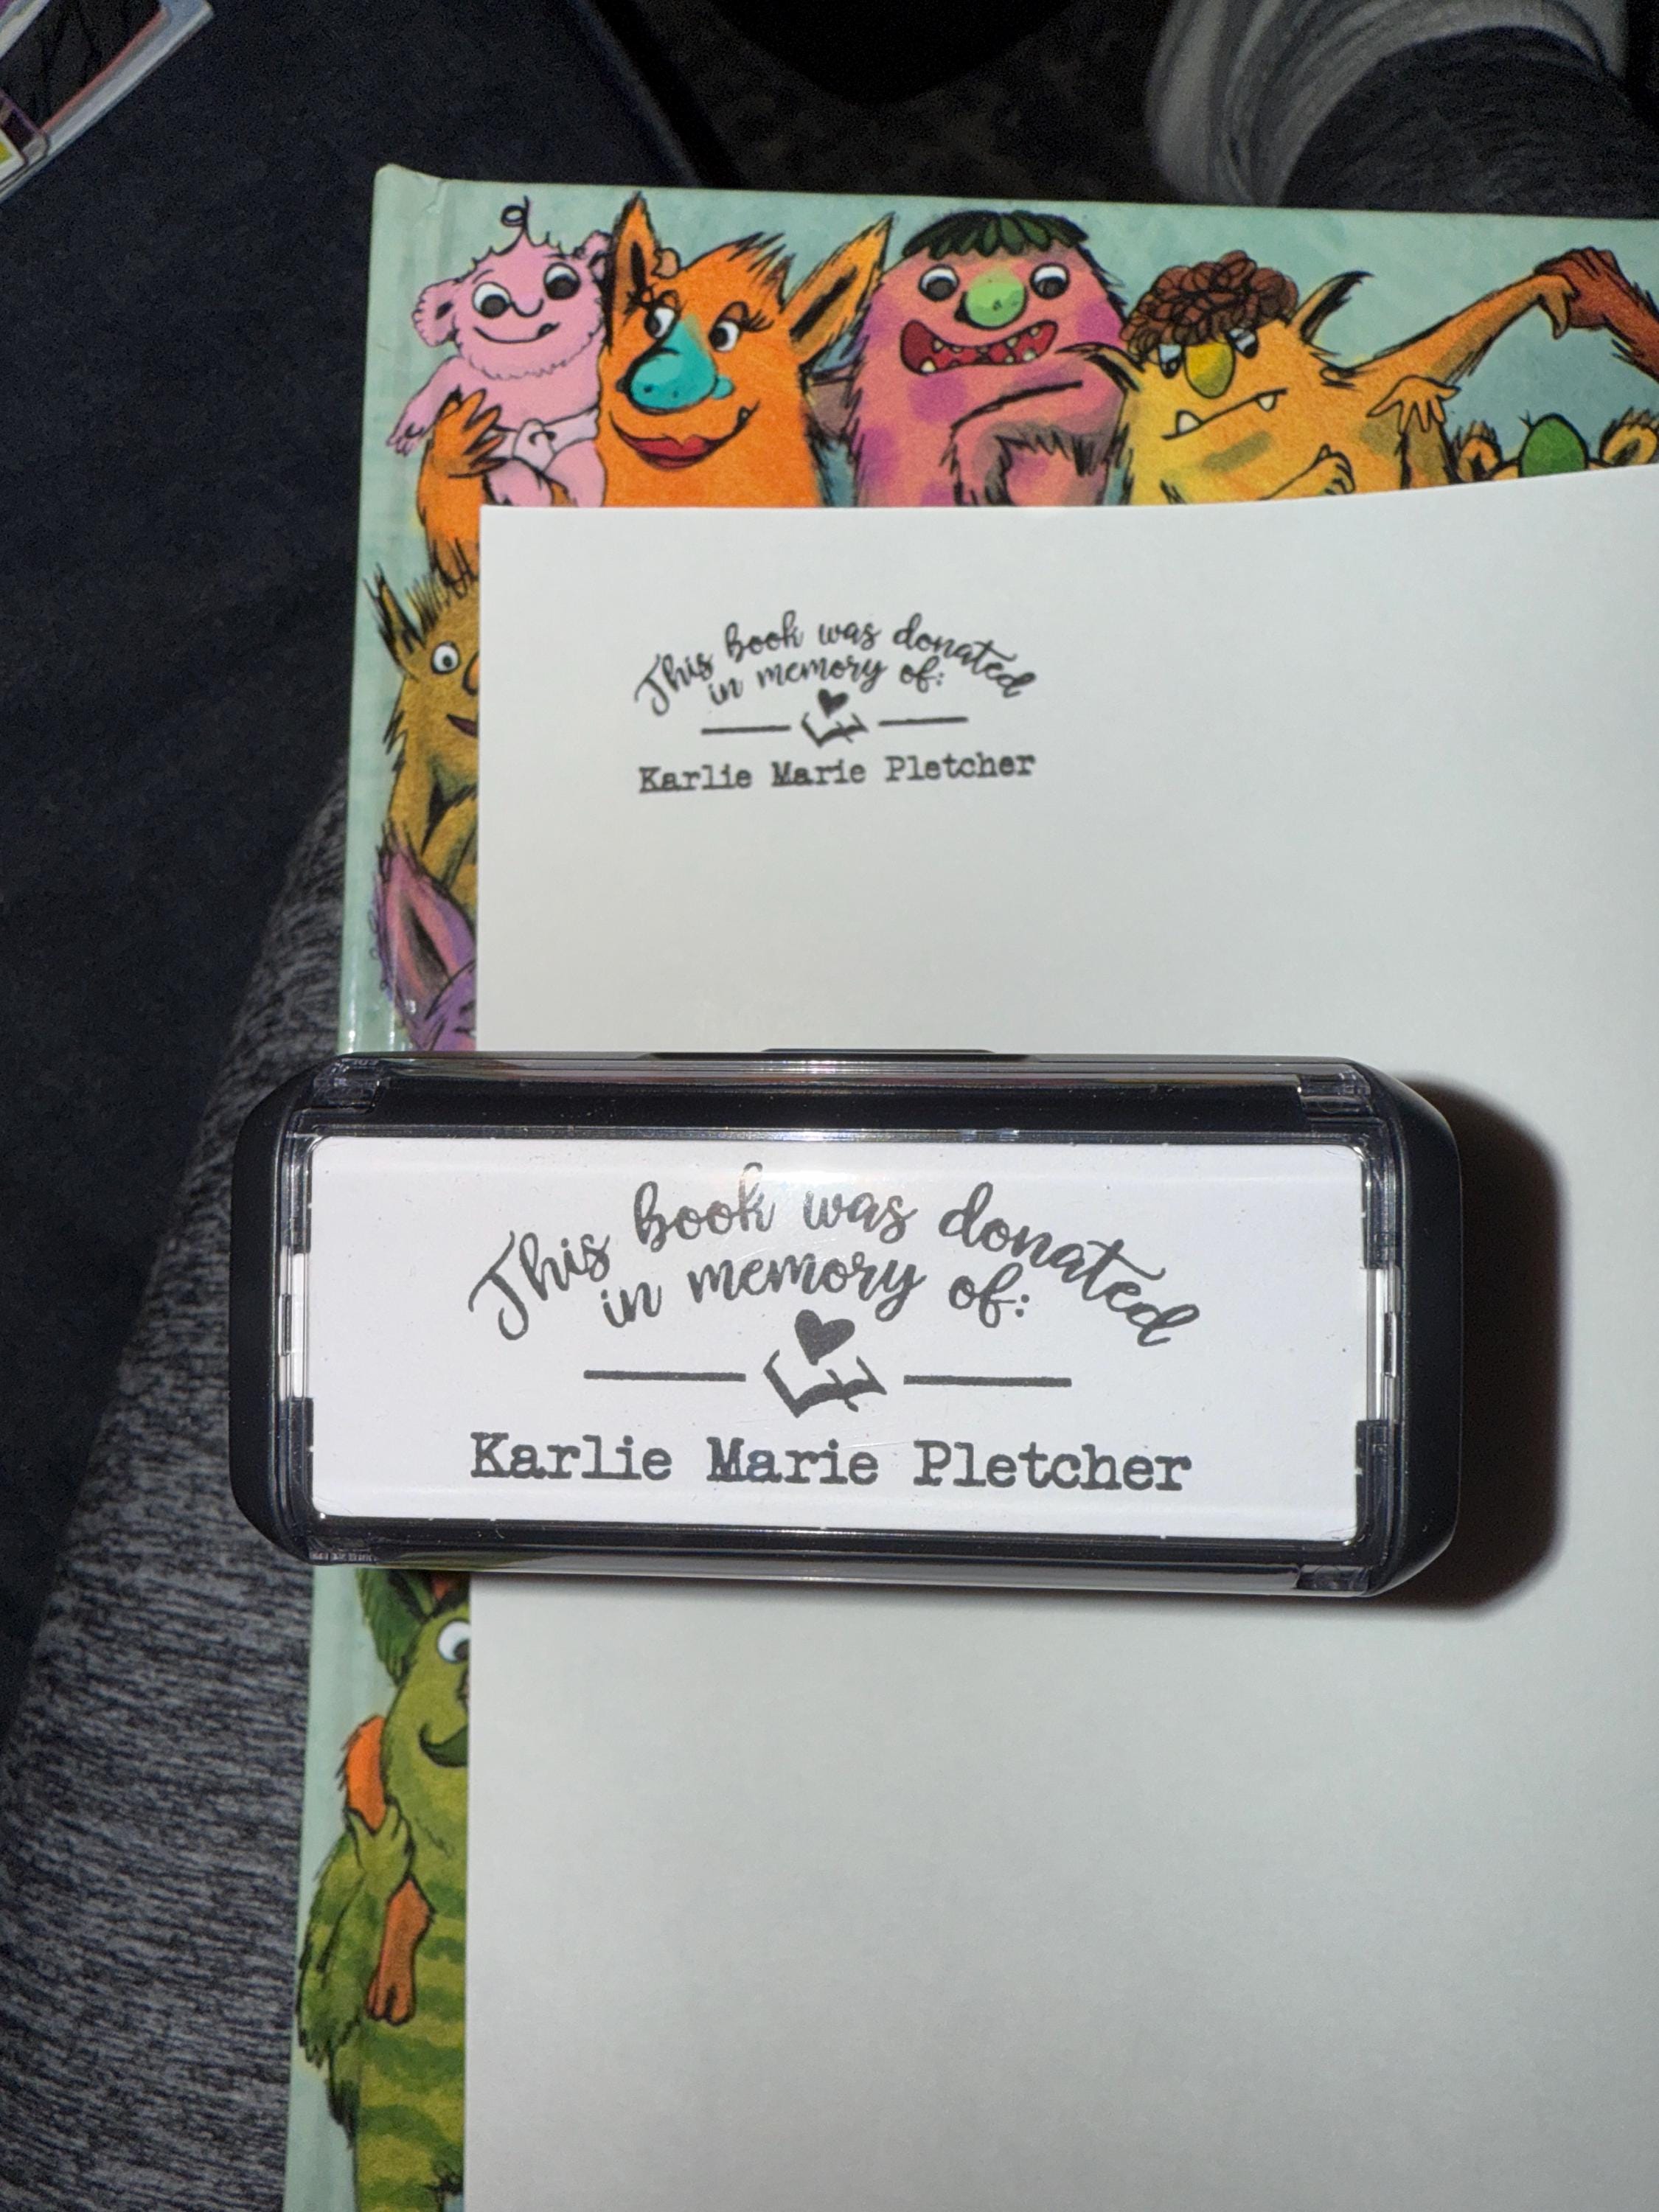 This book was donated
in memory of:
Karlie Marie Pletcher
This book was donated
in memory of:
Karlie Marie Pletcher